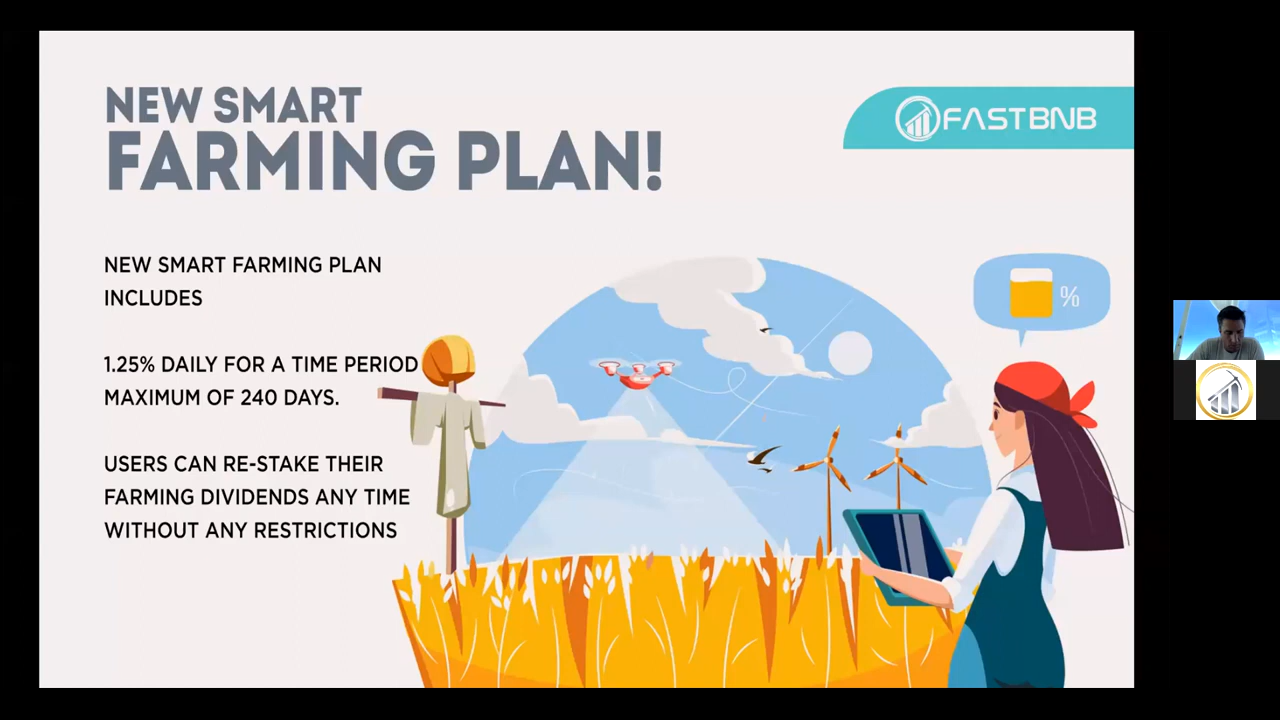 NEW SMART
FARMING PLAN!
FASTBNB
NEW SMART FARMING PLAN
INCLUDES
1.25% DAILY FOR A TIME PERIOD
MAXIMUM OF 240 DAYS.
USERS CAN RE-STAKE THEIR
FARMING DIVIDENDS ANY TIME
WITHOUT ANY RESTRICTIONS
%